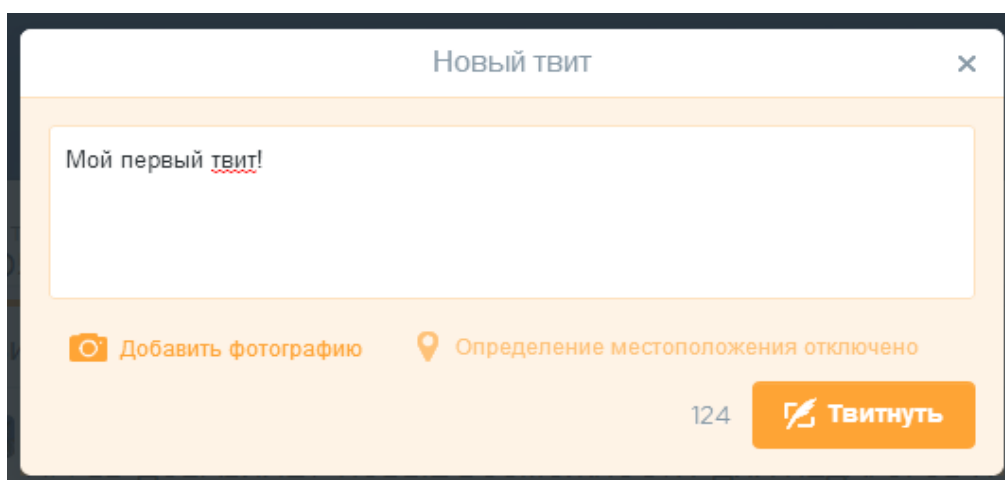 Новый твит
Мой первый твит!
Добавить фотографию
Определение местоположения отключено
124
Твитнуть